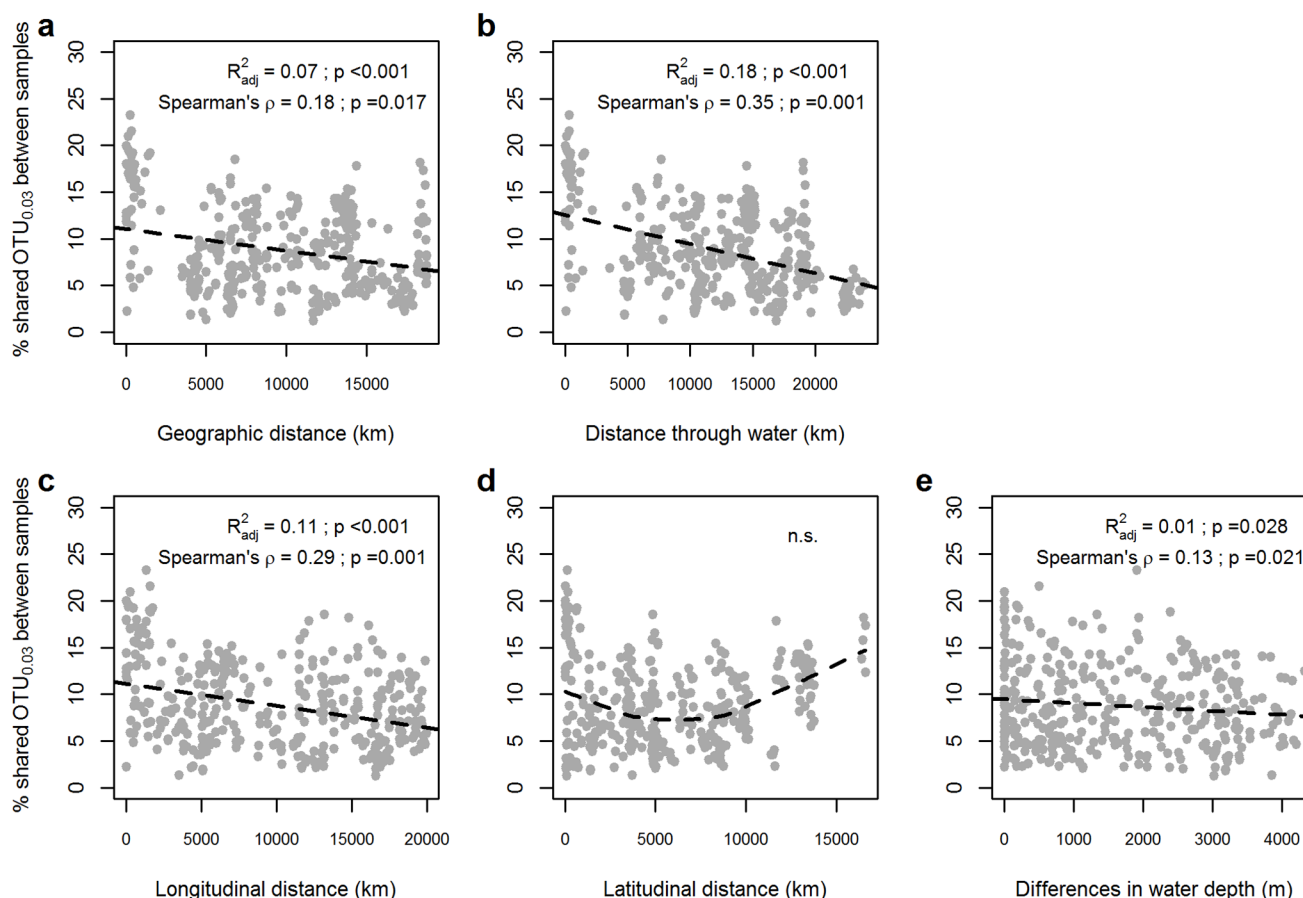 a
% shared OTU0.03 between samples
30
25
20
15
10
5
0
R²adj = 0.07 ; p <0.001
Spearman's ρ = 0.18 ; p =0.017
0 5000 10000 15000
Geographic distance (km)
b
30
25
20
15
10
5
0
R²adj = 0.18 ; p <0.001
Spearman's ρ = 0.35 ; p =0.001
0 5000 10000 15000 20000
Distance through water (km)
c
% shared OTU0.03 between samples
30
25
20
15
10
5
0
R²adj = 0.11 ; p <0.001
Spearman's ρ = 0.29 ; p =0.001
0 5000 10000 15000 20000
Longitudinal distance (km)
d
30
25
20
15
10
5
0
n.s.
0 5000 10000 15000
Latitudinal distance (km)
e
30
25
20
15
10
5
0
R²adj = 0.01 ; p =0.028
Spearman's ρ = 0.13 ; p =0.021
0 1000 2000 3000 4000
Differences in water depth (m)